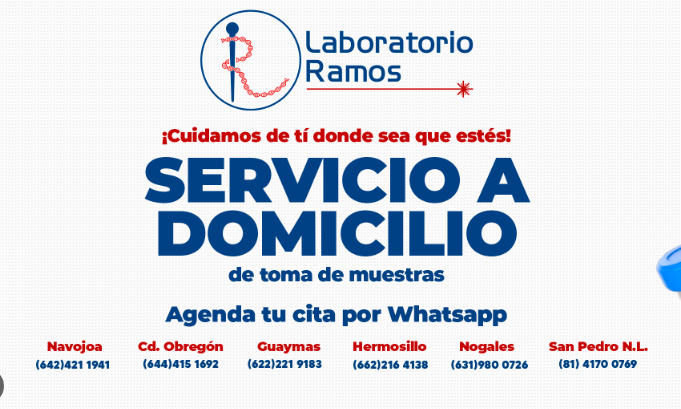 Laboratorio
Ramos
¡Cuidamos de tí donde sea que estés!
SERVICIO A
DOMICILIO
de toma de muestras
Agenda tu cita por Whatsapp
Navojoa Cd. Obregón Guaymas Hermosillo Nogales San Pedro N.L.
(642)421 1941 (644)415 1692 (622)221 9183 (662)216 4138 (631)980 0726 (81) 4170 0769